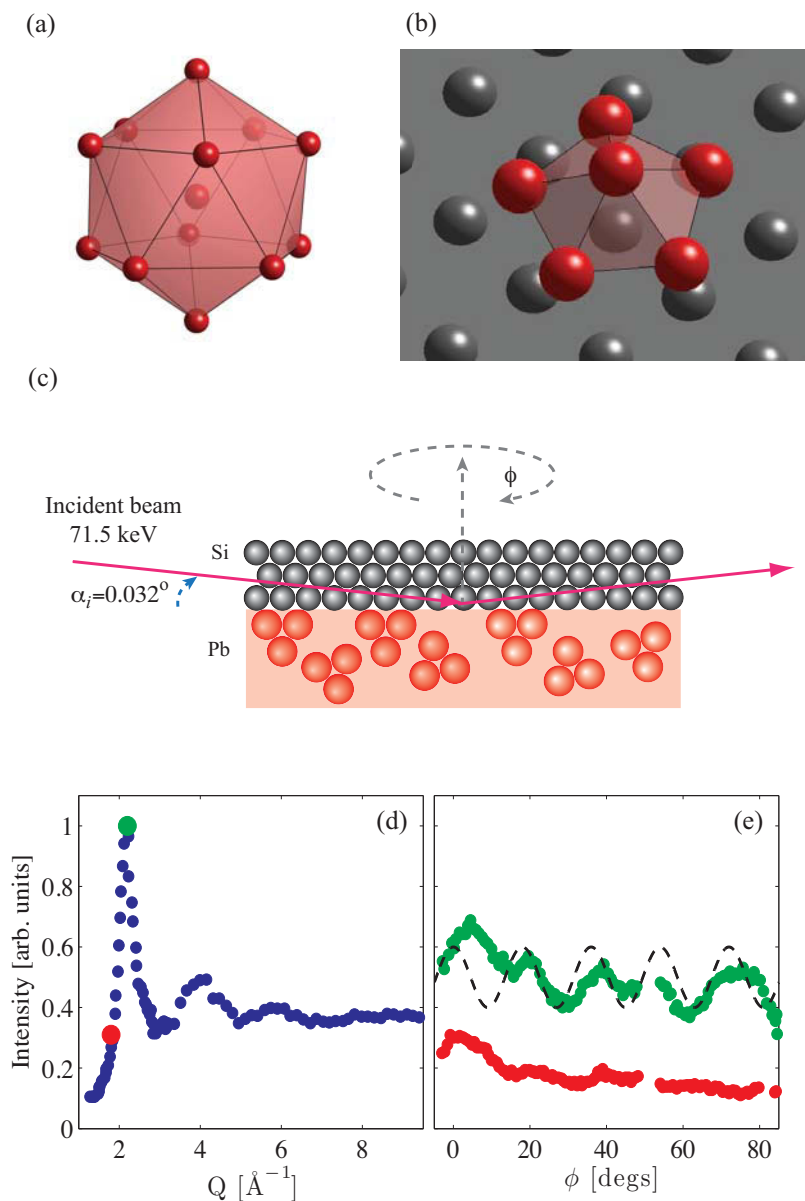 (a)
(b)
(c)
Incident beam
71.5 keV
α_i=0.032°
Si
Pb
ϕ
(d)
(e)
Intensity [arb. units]
1
0.8
0.6
0.4
0.2
0
2
4
6
8
Q [Å⁻¹]
0
20
40
60
80
ϕ [degs]